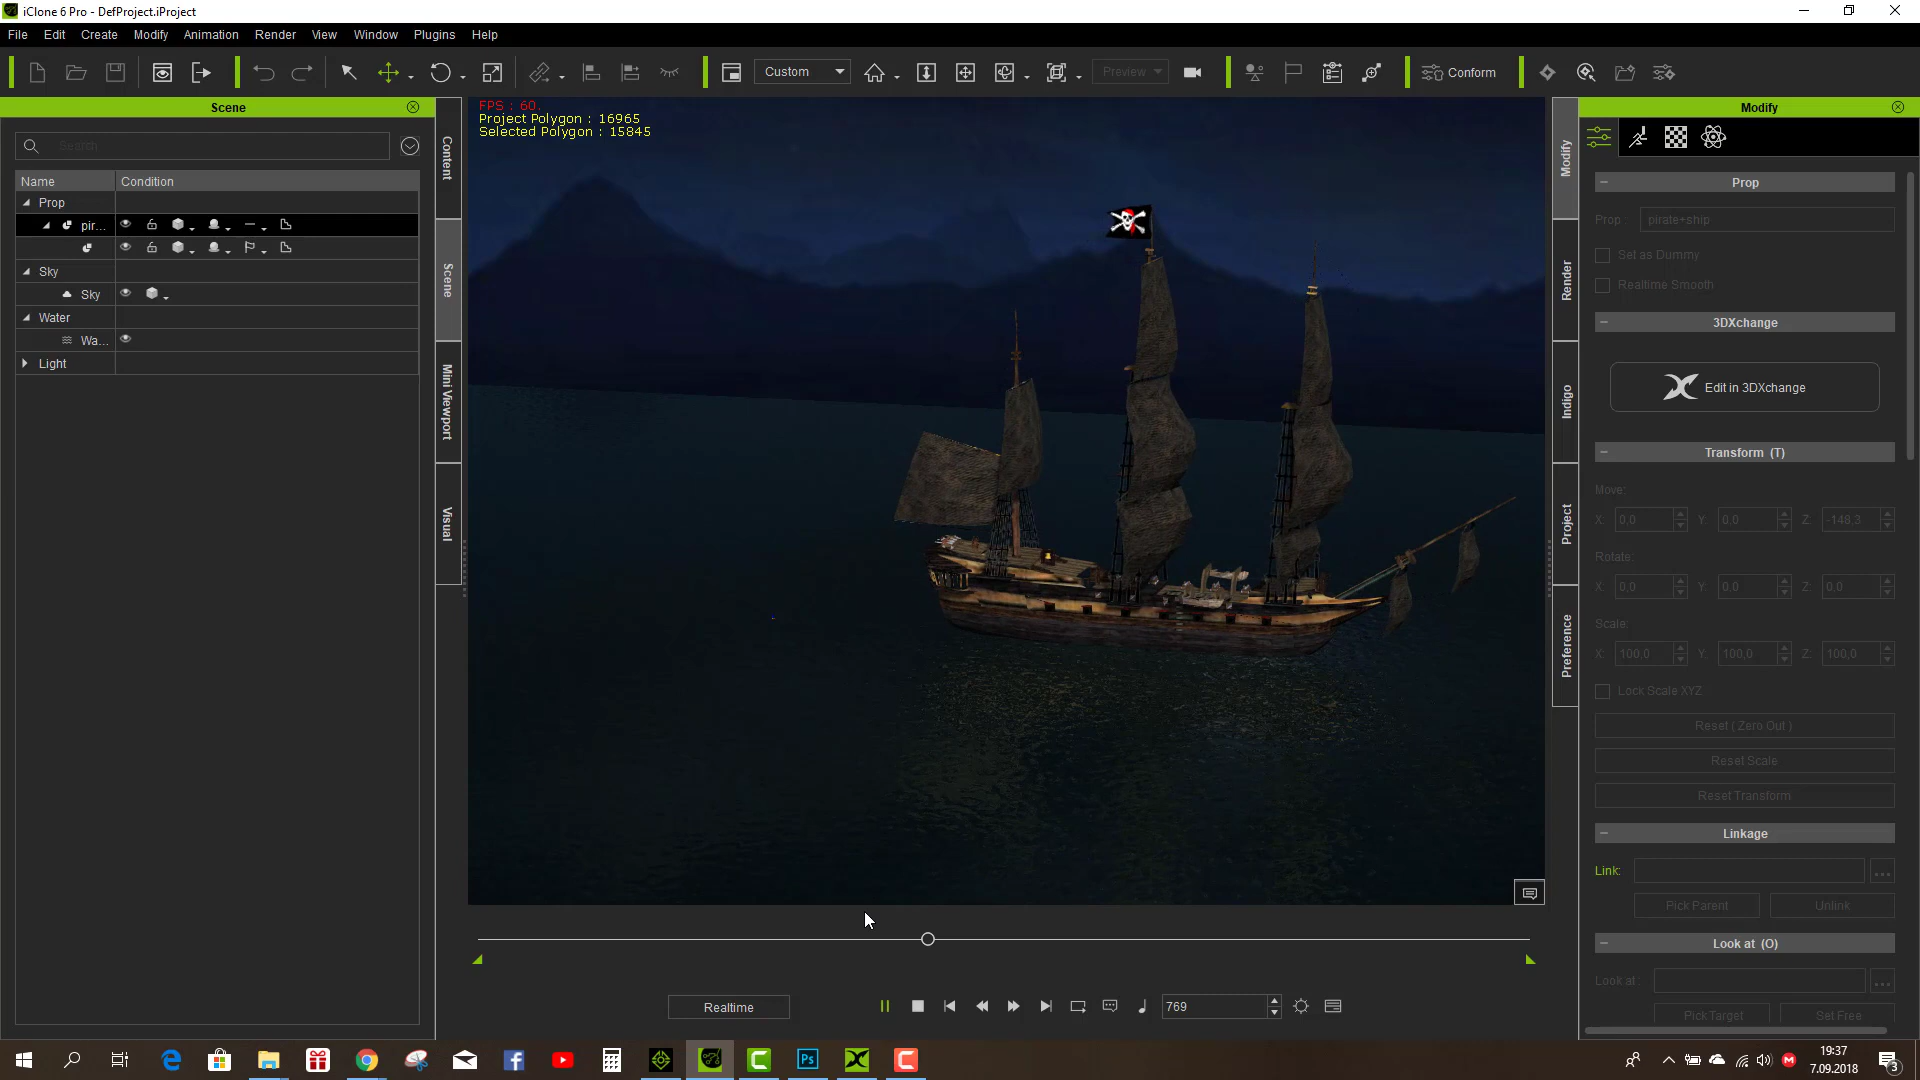 iClone 6 Pro - DefProject.iProject
File Edit Create Modify Animation Render View Window Plugins Help
Custom
Preview
Conform
Scene
Search
Name Condition
Prop
pir...
Sky
Sky
Water
Wa...
Light
Content
Scene
Mini Viewport
Visual
FPS : 60.
Project Polygon : 16965
Selected Polygon : 15845
Realtime
769
Modify
Render
Indigo
Project
Preference
Modify
Prop
Prop : pirate+ship
Set as Dummy
Realtime Smooth
3DXchange
Edit in 3DXchange
Transform (T)
Move:
X: 0,0 Y: 0,0 Z: -148,3
Rotate:
X: 0,0 Y: 0,0 Z: 0,0
Scale:
X: 100,0 Y: 100,0 Z: 100,0
Lock Scale XYZ
Reset ( Zero Out )
Reset Scale
Reset Transform
Linkage
Link:
...
Pick Parent Unlink
Look at (O)
Look at :
...
Pick Target Set Free
Ps
19:37
7.09.2018
3